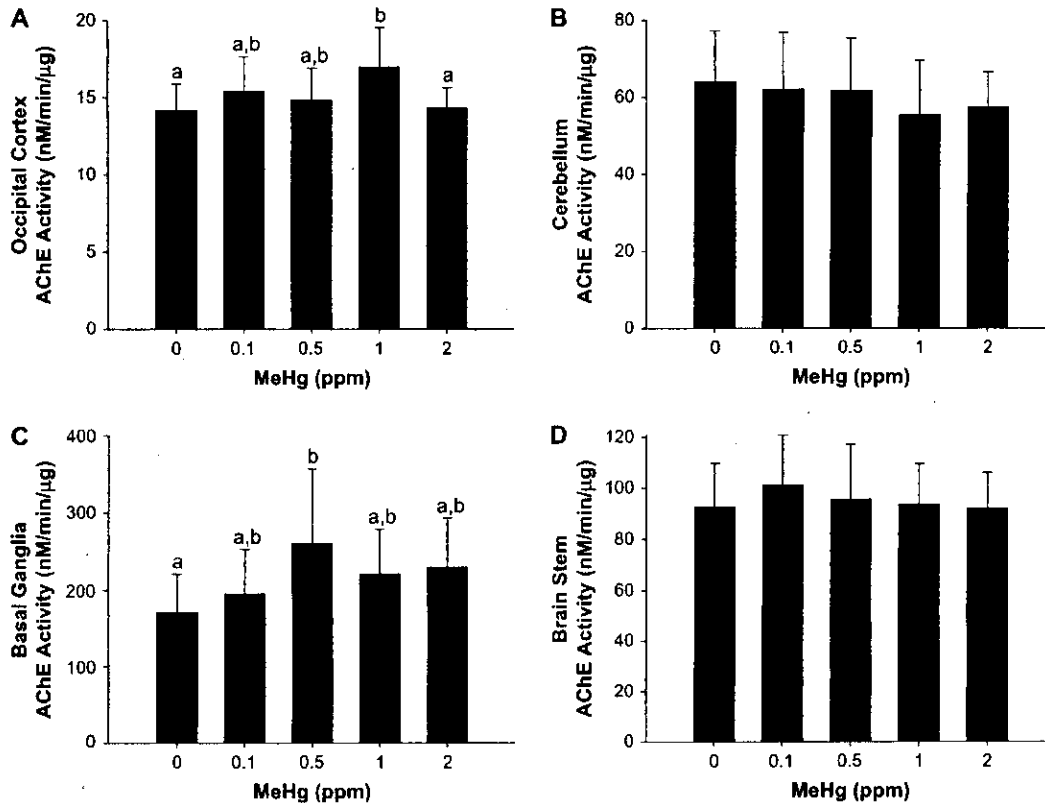 A
Occipital Cortex
AChE Activity (nM/min/µg)
20
15
10
5
0
a
a,b
a,b
b
a
0 0.1 0.5 1 2
MeHg (ppm)
B
Cerebellum
AChE Activity (nM/min/µg)
80
60
40
20
0
0 0.1 0.5 1 2
MeHg (ppm)
C
Basal Ganglia
AChE Activity (nM/min/µg)
400
300
200
100
0
a
a,b
b
a,b
a,b
0 0.1 0.5 1 2
MeHg (ppm)
D
Brain Stem
AChE Activity (nM/min/µg)
120
100
80
60
40
20
0
0 0.1 0.5 1 2
MeHg (ppm)